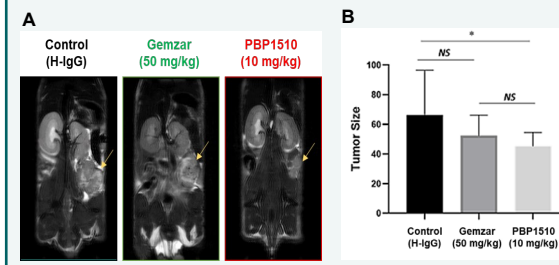 A
Control
(H-IgG)
Gemzar
(50 mg/kg)
PBP1510
(10 mg/kg)
B
*
NS
NS
Tumor Size
100
80
60
40
20
0
Control
(H-IgG)
Gemzar
(50 mg/kg)
PBP1510
(10 mg/kg)